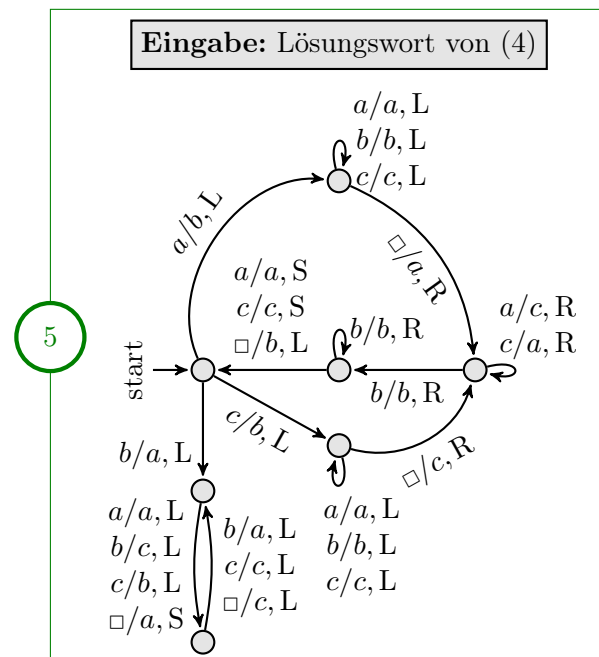 Eingabe: Lösungswort von (4)
a/a, L
b/b, L
c/c, L
a/b, L
□/a, R
a/a, S
c/c, S
□/b, L
b/b, R
a/c, R
c/a, R
5
start
b/b, R
c/b, L
□/c, R
b/a, L
a/a, L
b/c, L
c/b, L
□/a, S
b/a, L
c/c, L
□/c, L
a/a, L
b/b, L
c/c, L